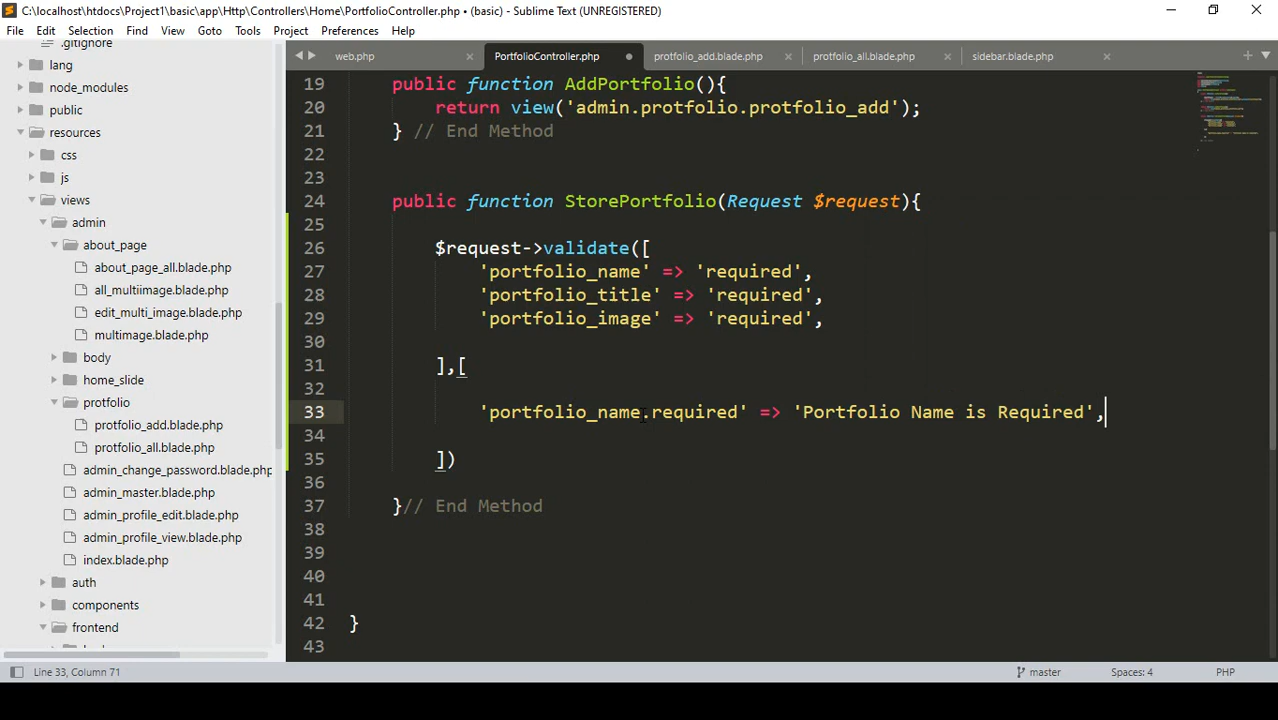 C:\localhost\htdocs\Project1\basic\app\Http\Controllers\Home\PortfolioController.php • (basic) - Sublime Text (UNREGISTERED)
File Edit Selection Find View Goto Tools Project Preferences Help
.gitignore
lang
node_modules
public
resources
css
js
views
admin
about_page
about_page_all.blade.php
all_multiimage.blade.php
edit_multi_image.blade.php
multimage.blade.php
body
home_slide
protfolio
protfolio_add.blade.php
protfolio_all.blade.php
admin_change_password.blade.php
admin_master.blade.php
admin_profile_edit.blade.php
admin_profile_view.blade.php
index.blade.php
auth
components
frontend
web.php PortfolioController.php protfolio_add.blade.php protfolio_all.blade.php sidebar.blade.php
19 public function AddPortfolio(){
20 return view('admin.protfolio.protfolio_add');
21 } // End Method
22
23
24 public function StorePortfolio(Request $request){
25
26 $request->validate([
27 'portfolio_name' => 'required',
28 'portfolio_title' => 'required',
29 'portfolio_image' => 'required',
30
31 ],[
32
33 'portfolio_name.required' => 'Portfolio Name is Required',
34
35 ])
36
37 }// End Method
38
39
40
41
42 }
43
Line 33, Column 71 master Spaces: 4 PHP